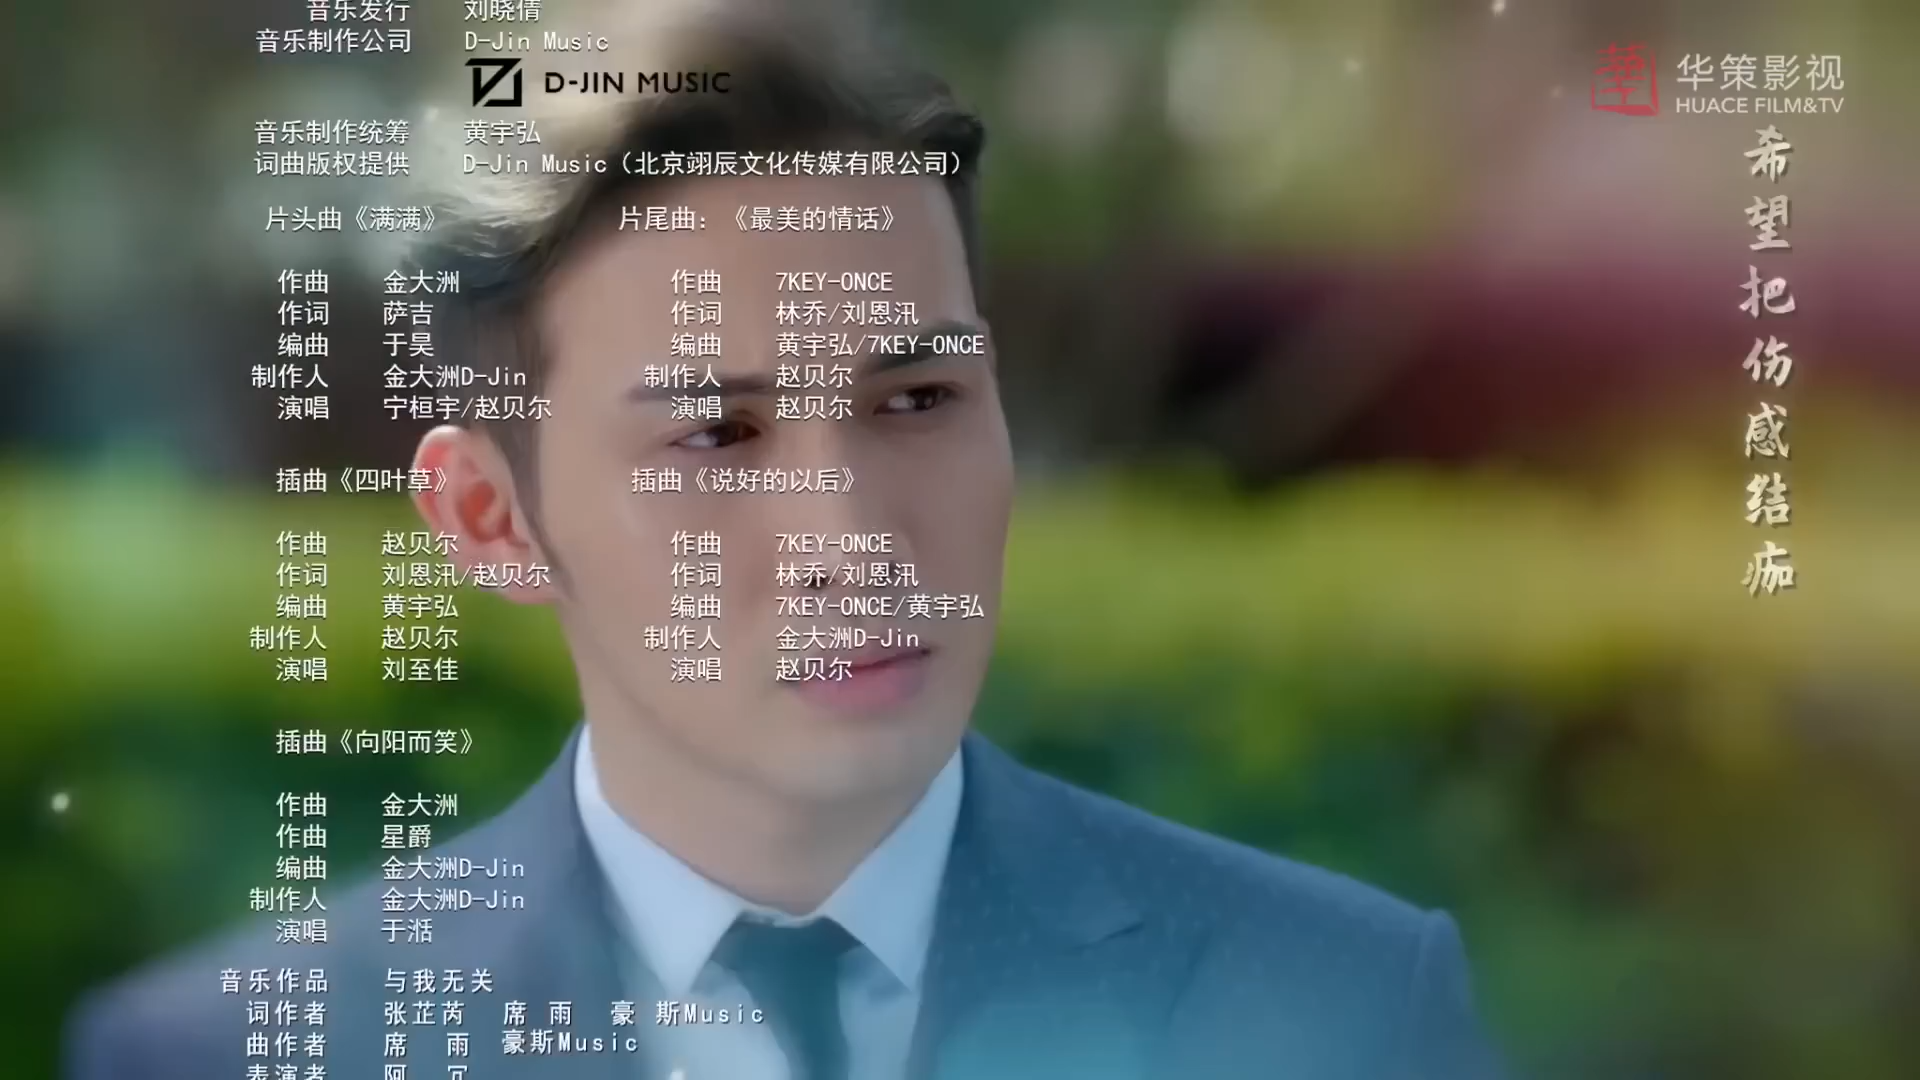 音乐发行 刘晓倩
音乐制作公司 D-Jin Music
D-JIN MUSIC
音乐制作统筹 黄宇弘
词曲版权提供 D-Jin Music（北京翊辰文化传媒有限公司）
片头曲《满满》 片尾曲：《最美的情话》
作曲 金大洲 作曲 7KEY-ONCE
作词 萨吉 作词 林乔/刘恩汛
编曲 于昊 编曲 黄宇弘/7KEY-ONCE
制作人 金大洲D-Jin 制作人 赵贝尔
演唱 宁桓宇/赵贝尔 演唱 赵贝尔
插曲《四叶草》 插曲《说好的以后》
作曲 赵贝尔 作曲 7KEY-ONCE
作词 刘恩汛/赵贝尔 作词 林乔/刘恩汛
编曲 黄宇弘 编曲 7KEY-ONCE/黄宇弘
制作人 赵贝尔 制作人 金大洲D-Jin
演唱 刘至佳 演唱 赵贝尔
插曲《向阳而笑》
作曲 金大洲
作曲 星爵
编曲 金大洲D-Jin
制作人 金大洲D-Jin
演唱 于湉
音乐作品 与我无关
词作者 张芷芮 席雨 豪斯Music
曲作者 席雨 豪斯Music
表演者 阿冗
华策影视
HUACE FILM&TV
希望把伤感结痂